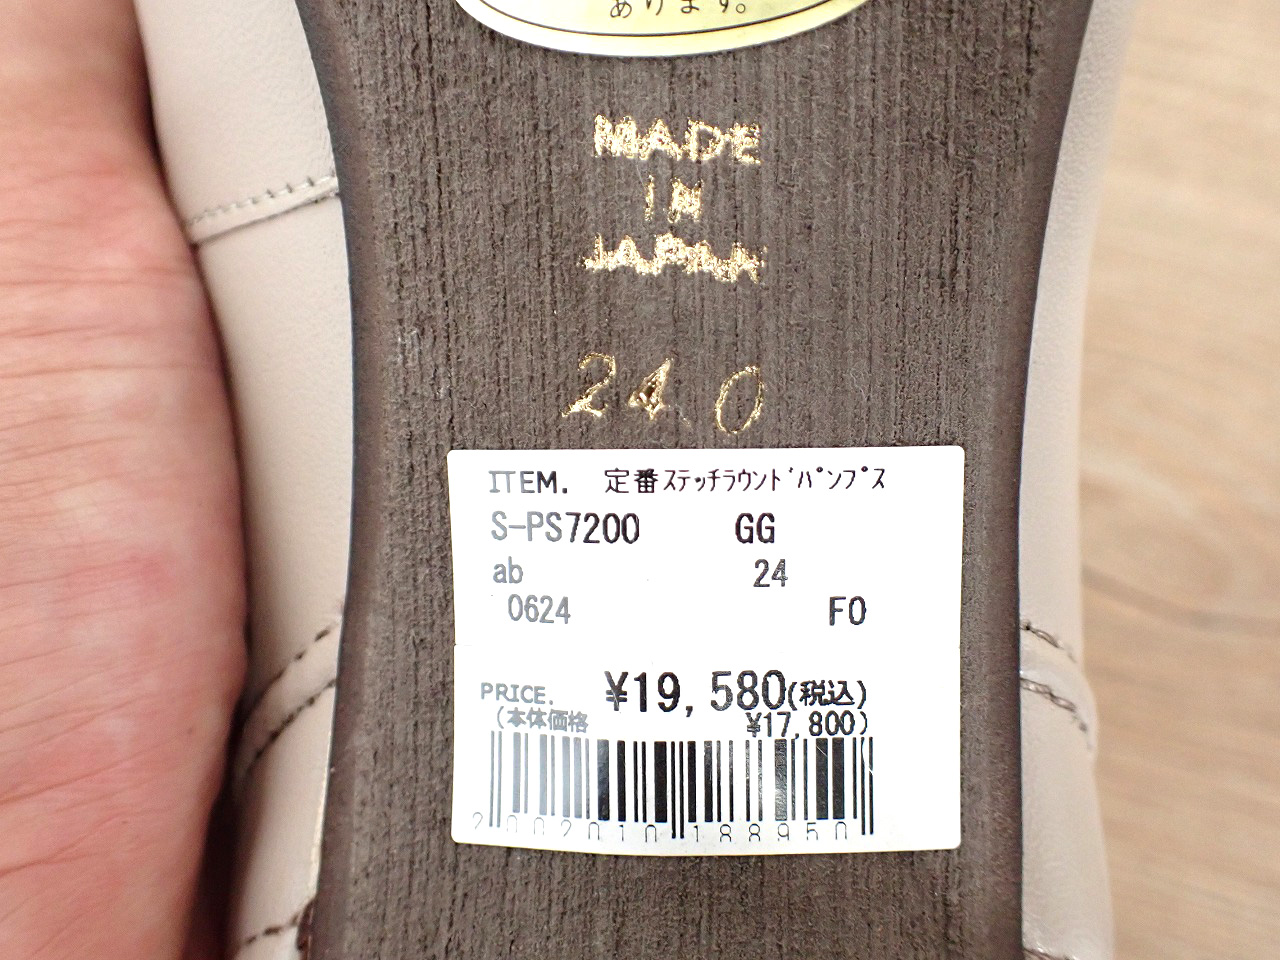 あります。
MADE
IN
JAPAN
24.0
ITEM. 定番ｽﾃｯﾁﾗｳﾝﾄﾞﾊﾟﾝﾌﾟｽ
S-PS7200 GG
ab 24
0624 F0
PRICE. ¥19,580(税込)
(本体価格 ¥17,800)
2002010188950